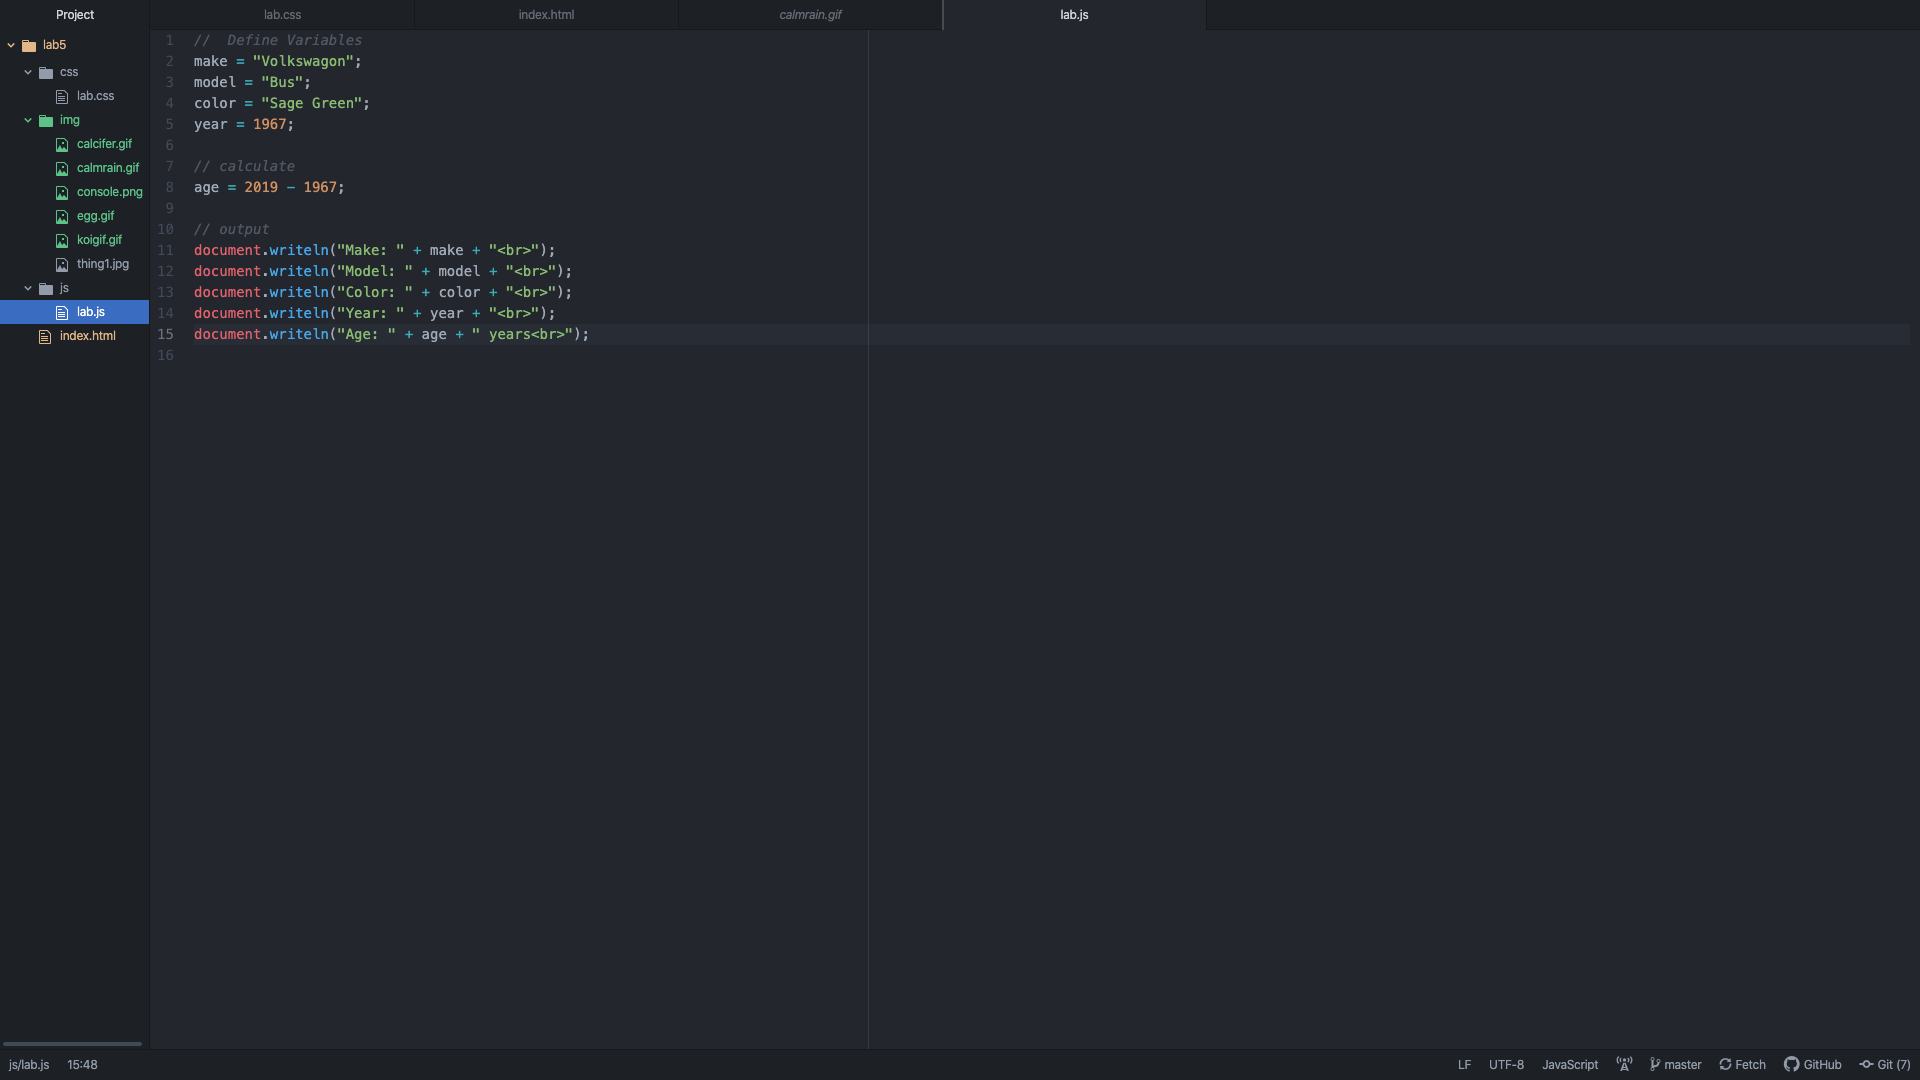 Project
lab5
css
lab.css
img
calcifer.gif
calmrain.gif
console.png
egg.gif
koigif.gif
thing1.jpg
js
lab.js
index.html
lab.css
index.html
calmrain.gif
lab.js
1 //  Define Variables
2 make = "Volkswagon";
3 model = "Bus";
4 color = "Sage Green";
5 year = 1967;
6
7 // calculate
8 age = 2019 - 1967;
9
10 // output
11 document.writeln("Make: " + make + "<br>");
12 document.writeln("Model: " + model + "<br>");
13 document.writeln("Color: " + color + "<br>");
14 document.writeln("Year: " + year + "<br>");
15 document.writeln("Age: " + age + " years<br>");
16
js/lab.js 15:48 LF UTF-8 JavaScript master Fetch GitHub Git (7)